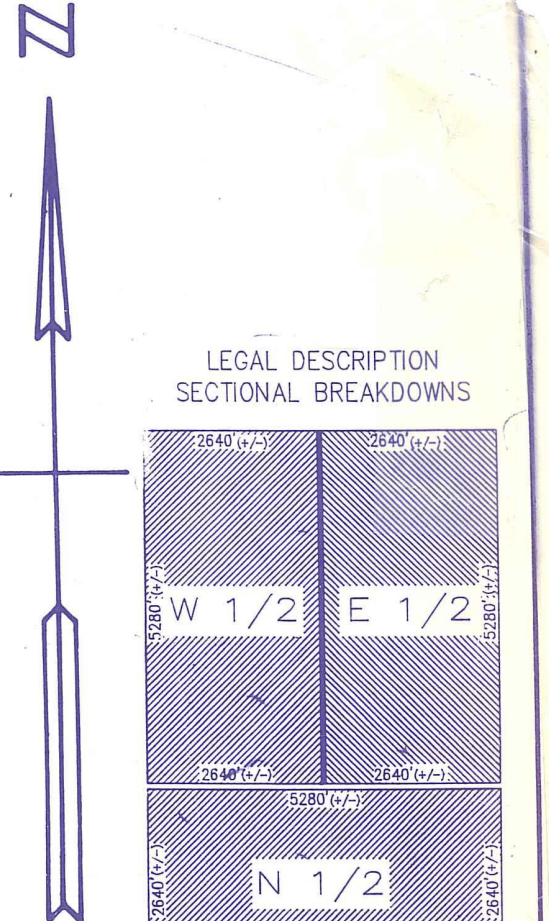 N
LEGAL DESCRIPTION
SECTIONAL BREAKDOWNS
2640'(+/-) 2640'(+/-)
5280'(+/-) W 1/2 E 1/2 5280'(+/-)
2640'(+/-) 2640'(+/-)
5280'(+/-)
2640'(+/-) N 1/2 2640'(+/-)